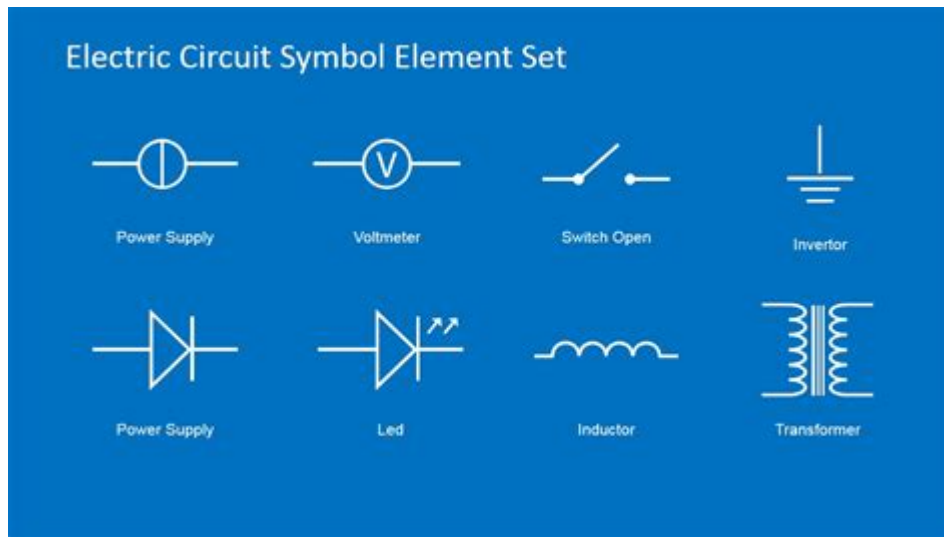 Electric Circuit Symbol Element Set
V
Power Supply
Voltmeter
Switch Open
Invertor
Power Supply
Led
Inductor
Transformer